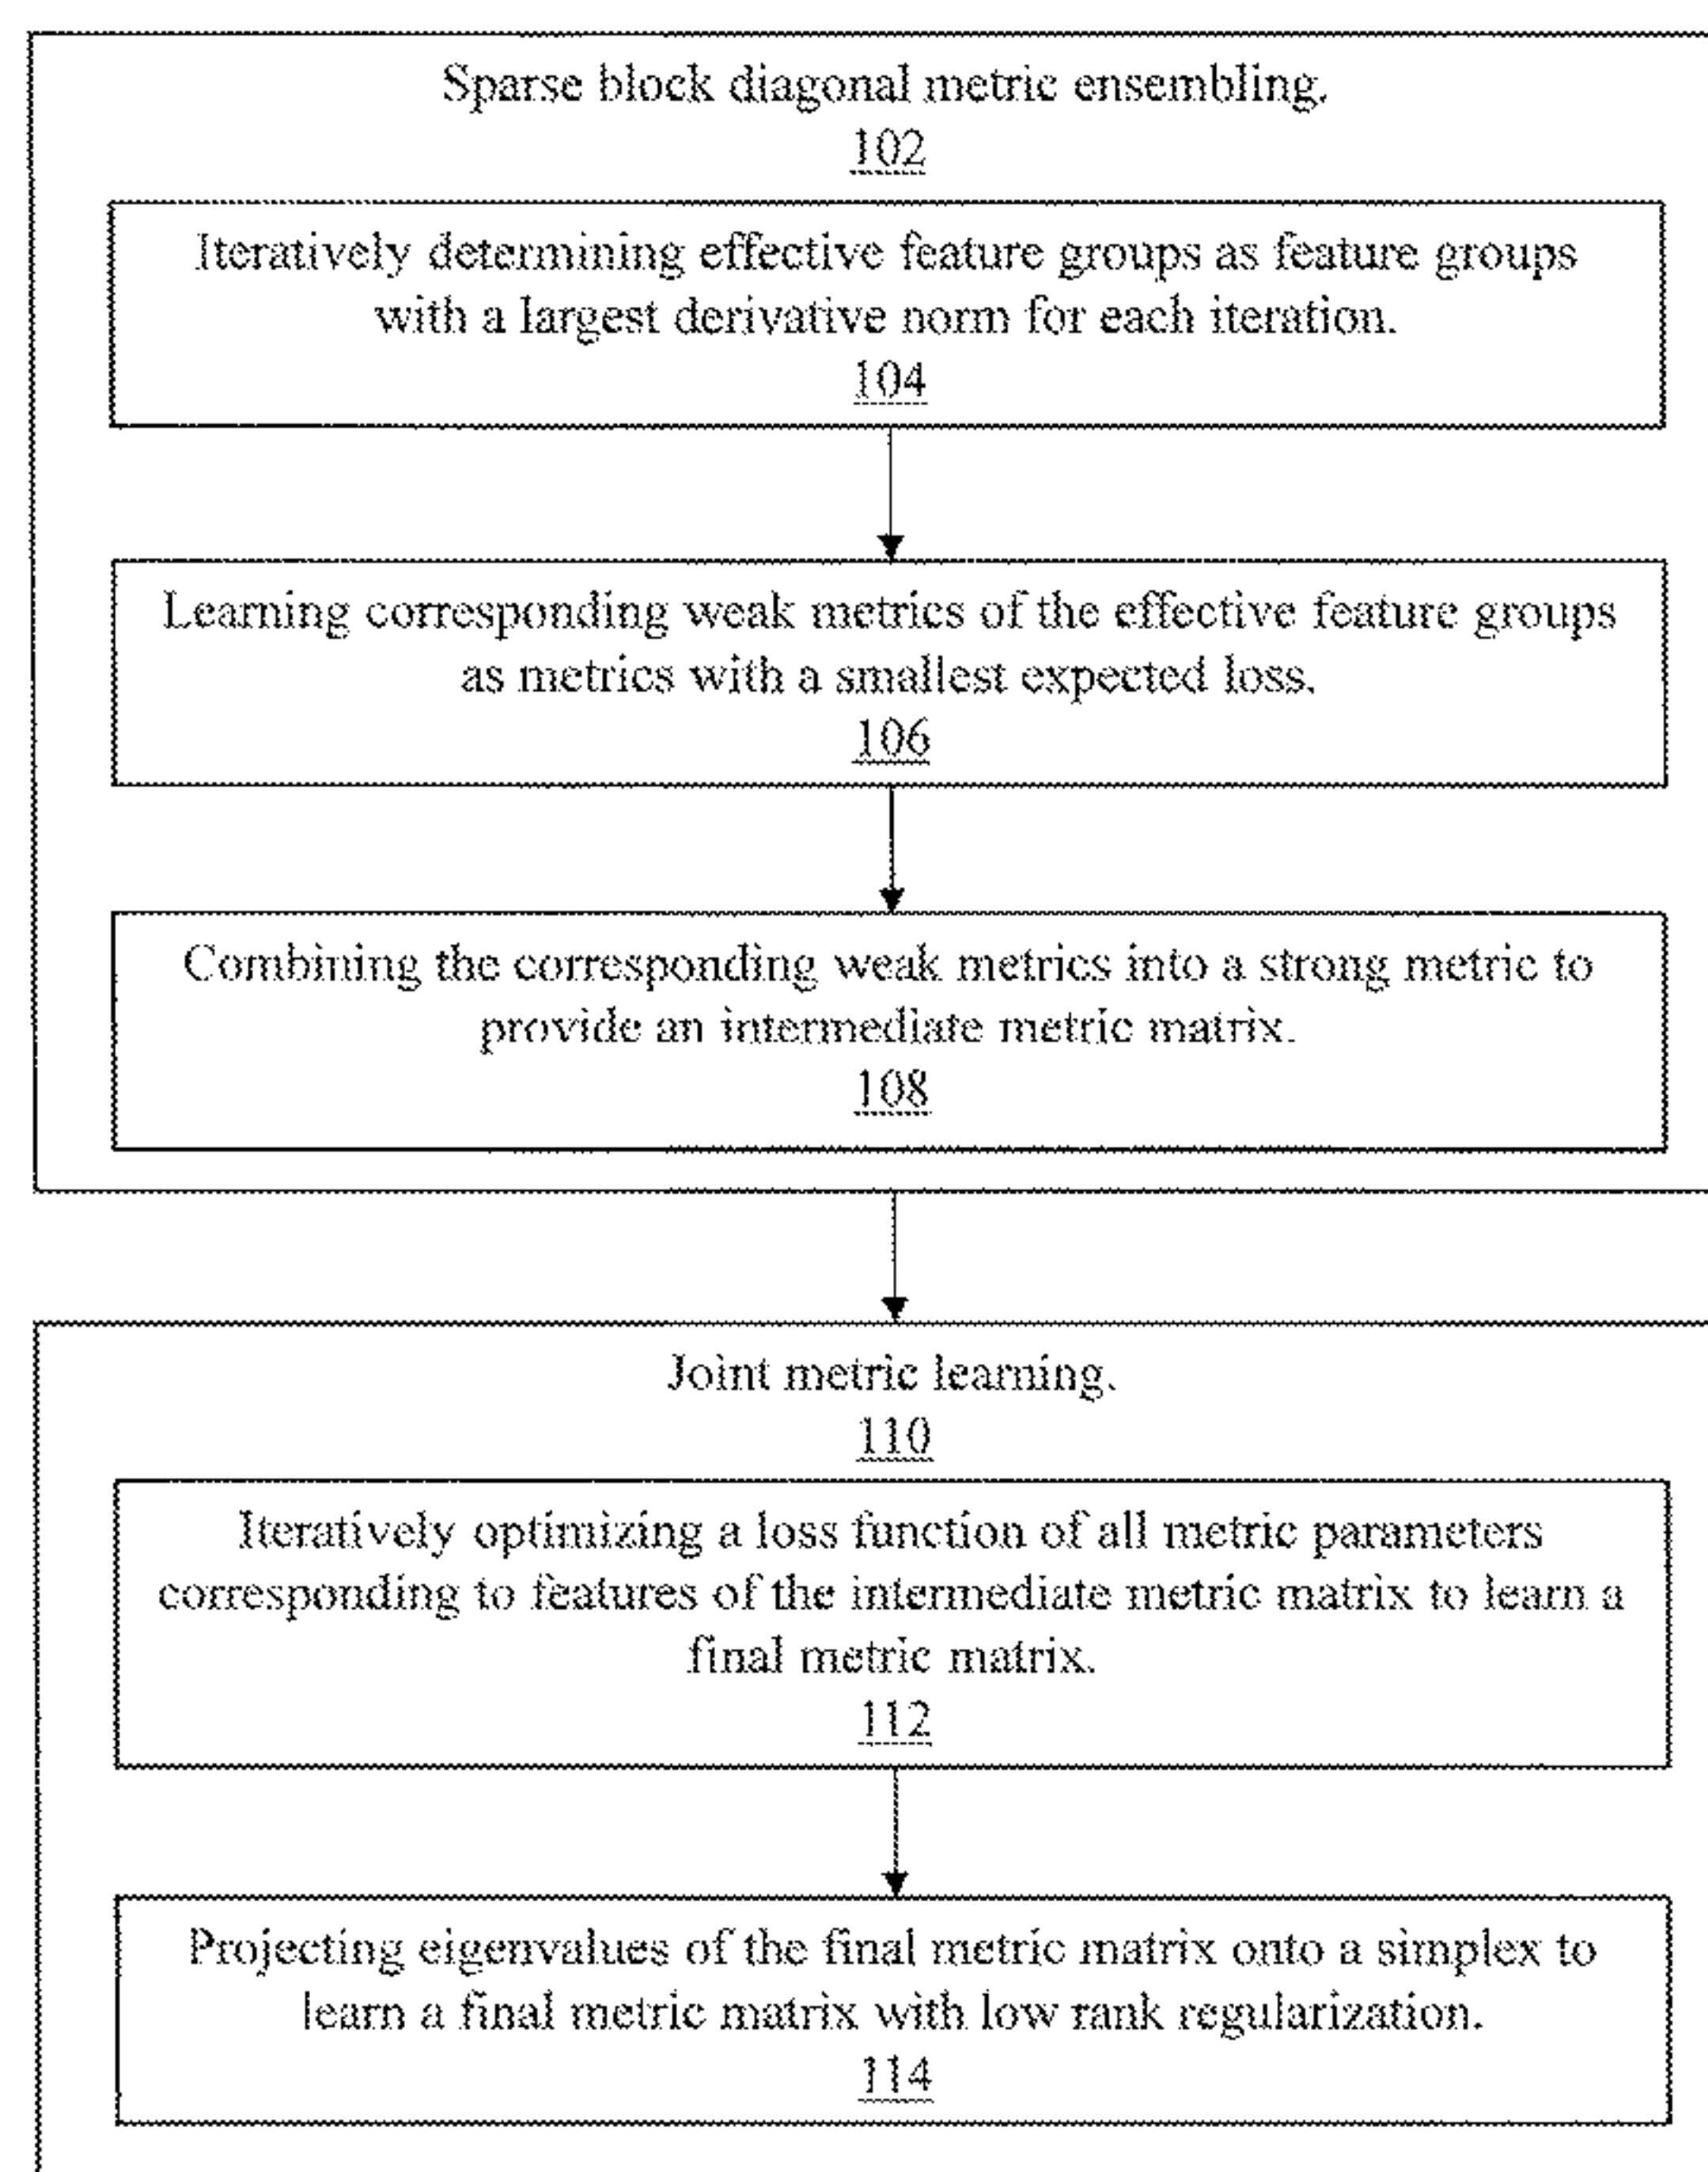 Sparse block diagonal metric ensembling.
102
Iteratively determining effective feature groups as feature groups
with a largest derivative norm for each iteration.
104
Learning corresponding weak metrics of the effective feature groups
as metrics with a smallest expected loss.
106
Combining the corresponding weak metrics into a strong metric to
provide an intermediate metric matrix.
108
Joint metric learning.
110
Iteratively optimizing a loss function of all metric parameters
corresponding to features of the intermediate metric matrix to learn a
final metric matrix.
112
Projecting eigenvalues of the final metric matrix onto a simplex to
learn a final metric matrix with low rank regularization.
114